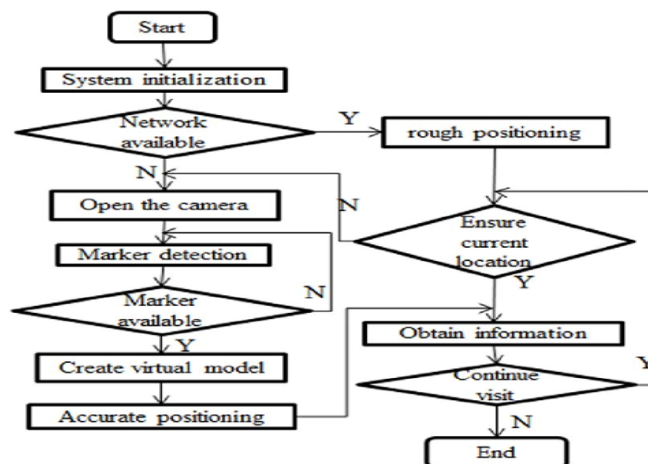 Start
System initialization
Network
available
Y
rough positioning
N
Open the camera
N
Ensure
current
location
Marker detection
N
Y
Marker
available
Y
Obtain information
Create virtual model
Continue
visit
Y
Accurate positioning
N
End